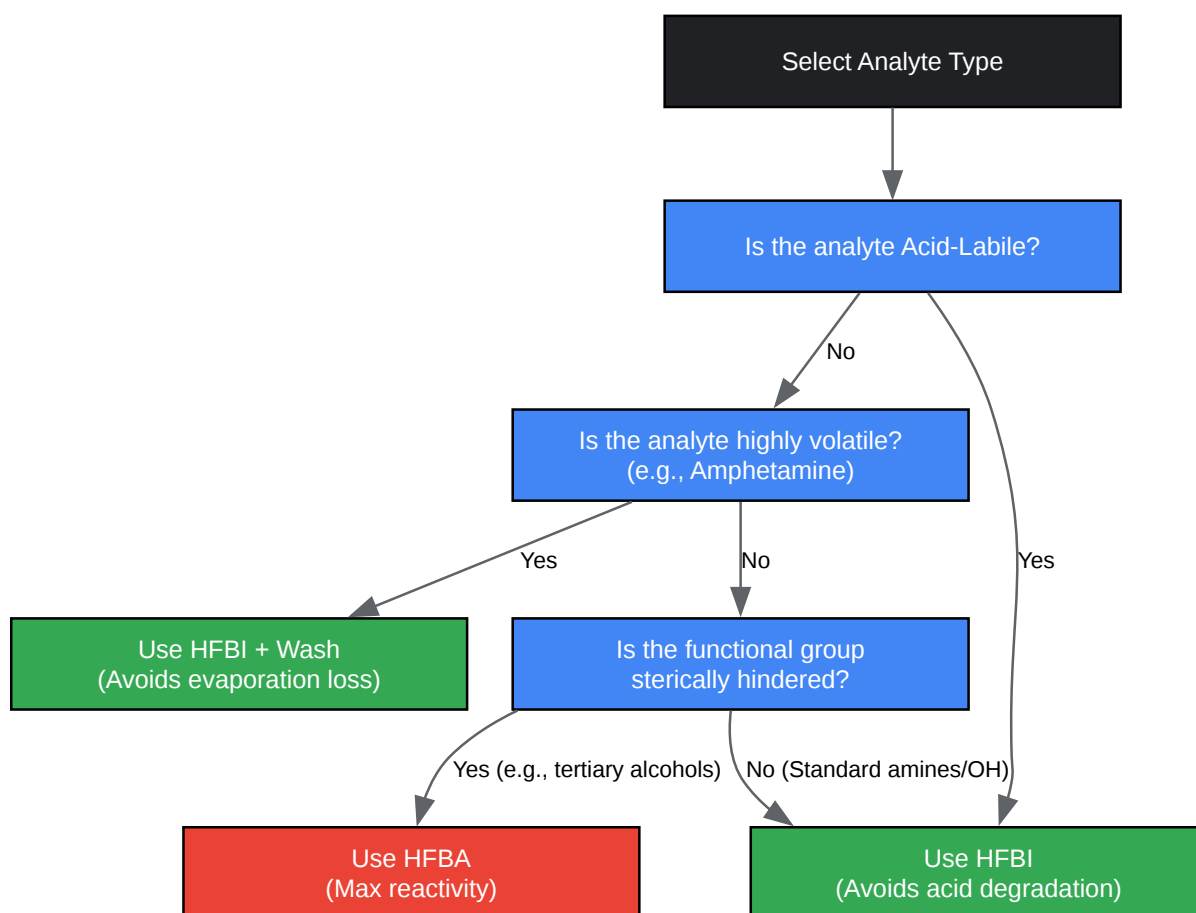 Select Analyte Type
Is the analyte Acid-Labile?
No
Is the analyte highly volatile?
(e.g., Amphetamine)
Yes
No
Yes
Use HFBI + Wash
(Avoids evaporation loss)
Is the functional group
sterically hindered?
Yes (e.g., tertiary alcohols)
No (Standard amines/OH)
Use HFBA
(Max reactivity)
Use HFBI
(Avoids acid degradation)